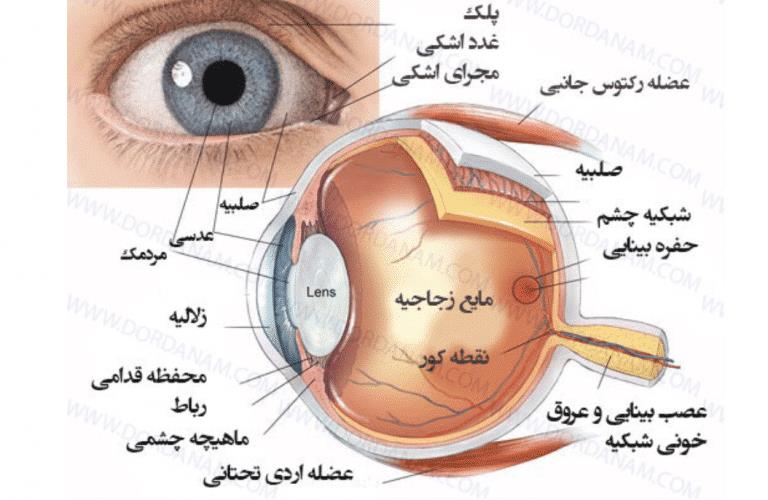 پلک
غدد اشکی
مجرای اشکی
عضله رکتوس جانبی
صلبیه
شبکیه چشم
حفره بینایی
صلبیه
عدسی
مردمک
Lens
مایع زجاجیه
زلالیه
نقطه کور
محفظه قدامی
رباط
ماهیچه چشمی
عصب بینایی و عروق
خونی شبکیه
عضله اردی تحتانی
WWW.DORDANAM.COM